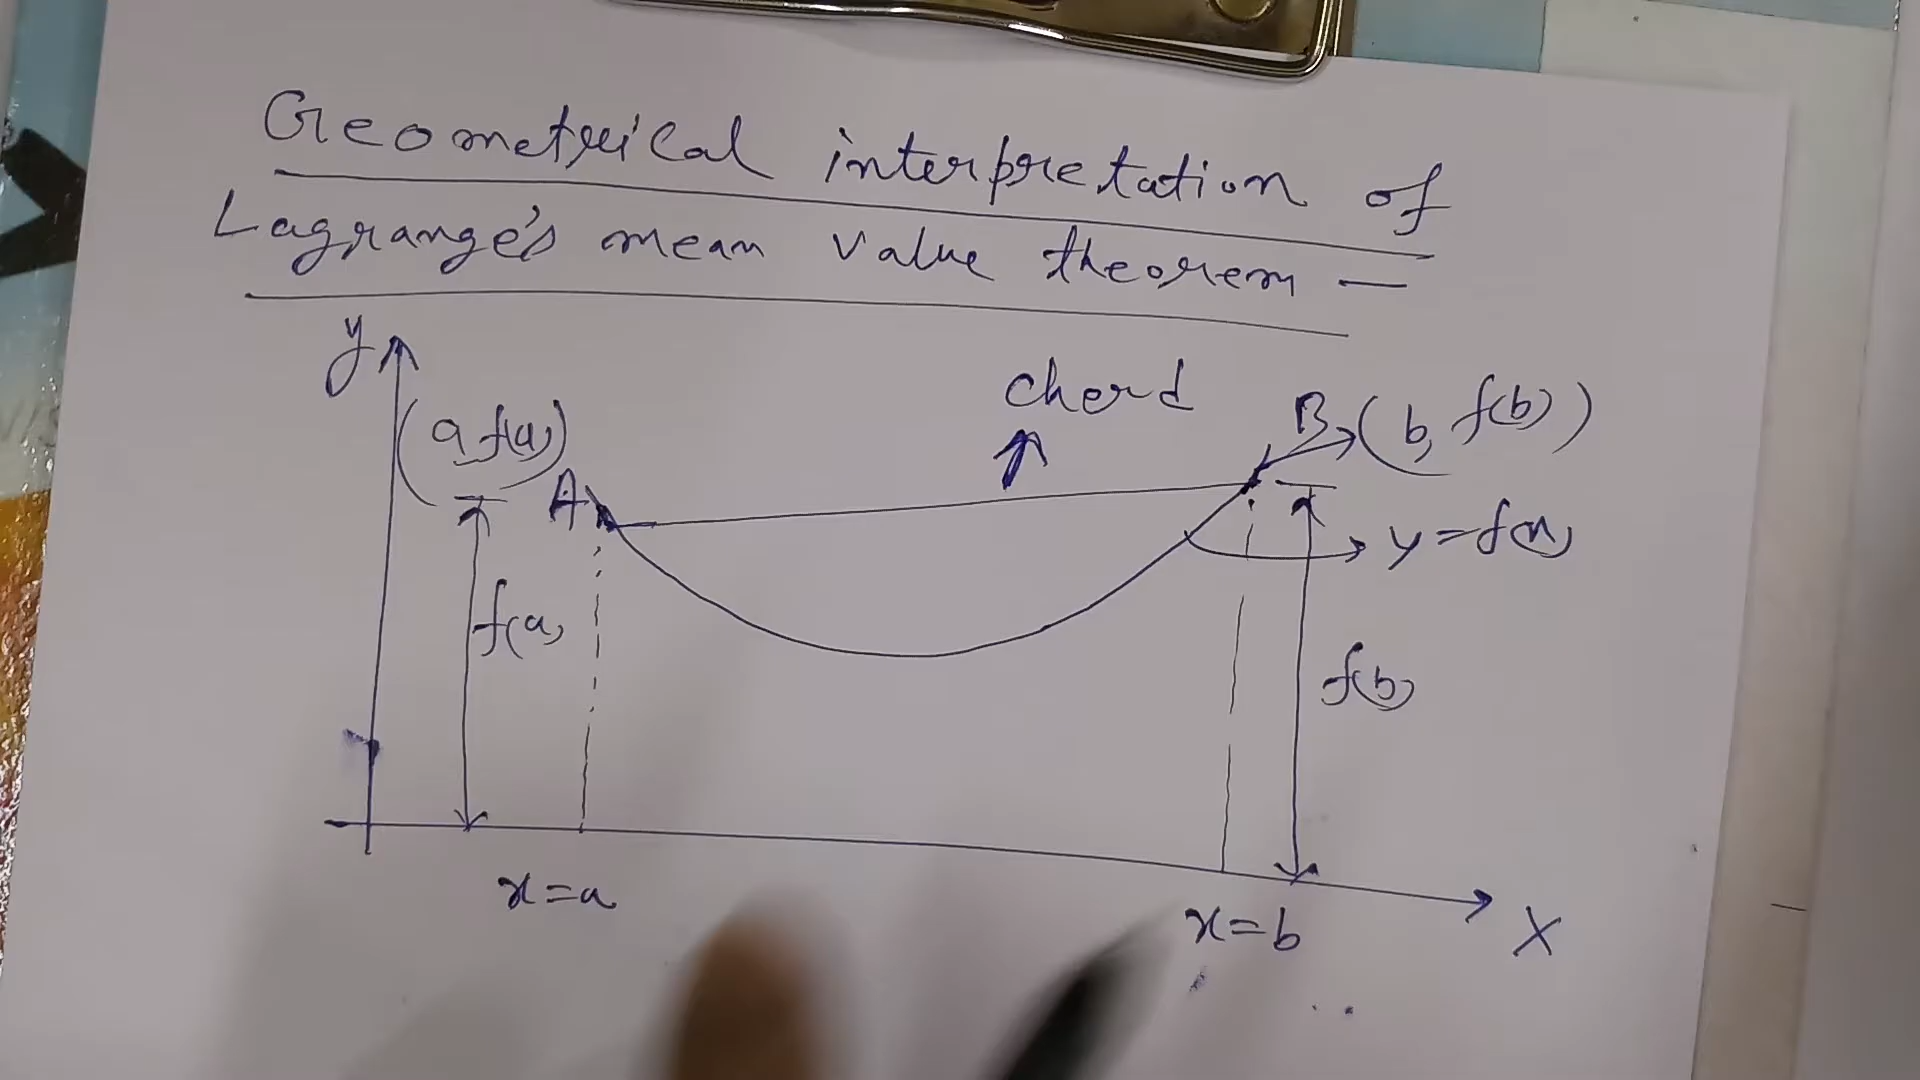 Geometrical interpretation of
Lagrange's mean value theorem —
y
chord
(a, f(a))
B
(b, f(b))
A
y=f(x)
f(a)
f(b)
x=a
x=b
X